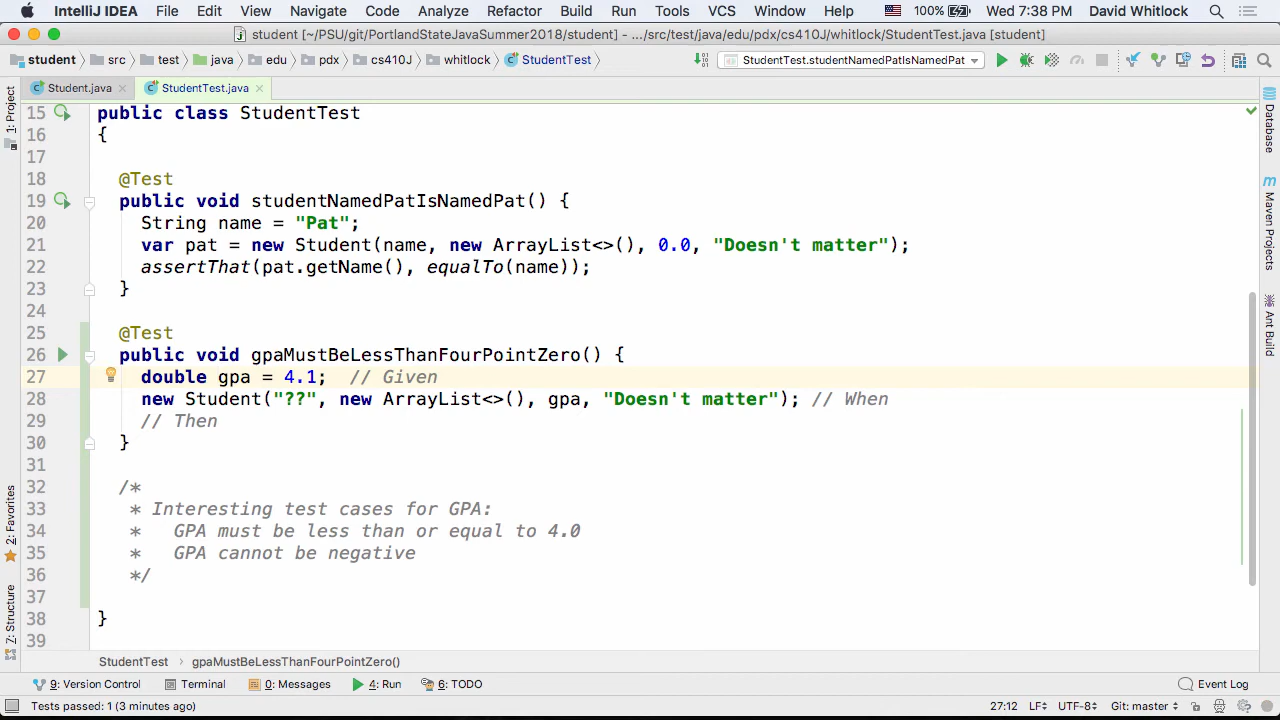 IntelliJ IDEA File Edit View Navigate Code Analyze Refactor Build Run Tools VCS Window Help 100% Wed 7:38 PM David Whitlock
student [~/PSU/git/PortlandStateJavaSummer2018/student] - .../src/test/java/edu/pdx/cs410J/whitlock/StudentTest.java [student]
student src test java edu pdx cs410J whitlock StudentTest StudentTest.studentNamedPatIsNamedPat
Student.java StudentTest.java
1: Project
2: Favorites
7: Structure
15 public class StudentTest
16 {
17
18 @Test
19 public void studentNamedPatIsNamedPat() {
20 String name = "Pat";
21 var pat = new Student(name, new ArrayList<>(), 0.0, "Doesn't matter");
22 assertThat(pat.getName(), equalTo(name));
23 }
24
25 @Test
26 public void gpaMustBeLessThanFourPointZero() {
27 double gpa = 4.1; // Given
28 new Student("??", new ArrayList<>(), gpa, "Doesn't matter"); // When
29 // Then
30 }
31
32 /*
33 * Interesting test cases for GPA:
34 * GPA must be less than or equal to 4.0
35 * GPA cannot be negative
36 */
37
38 }
39
Database
Maven Projects
Ant Build
StudentTest gpaMustBeLessThanFourPointZero()
9: Version Control Terminal 0: Messages 4: Run 6: TODO Event Log
Tests passed: 1 (3 minutes ago) 27:12 LF UTF-8 Git: master